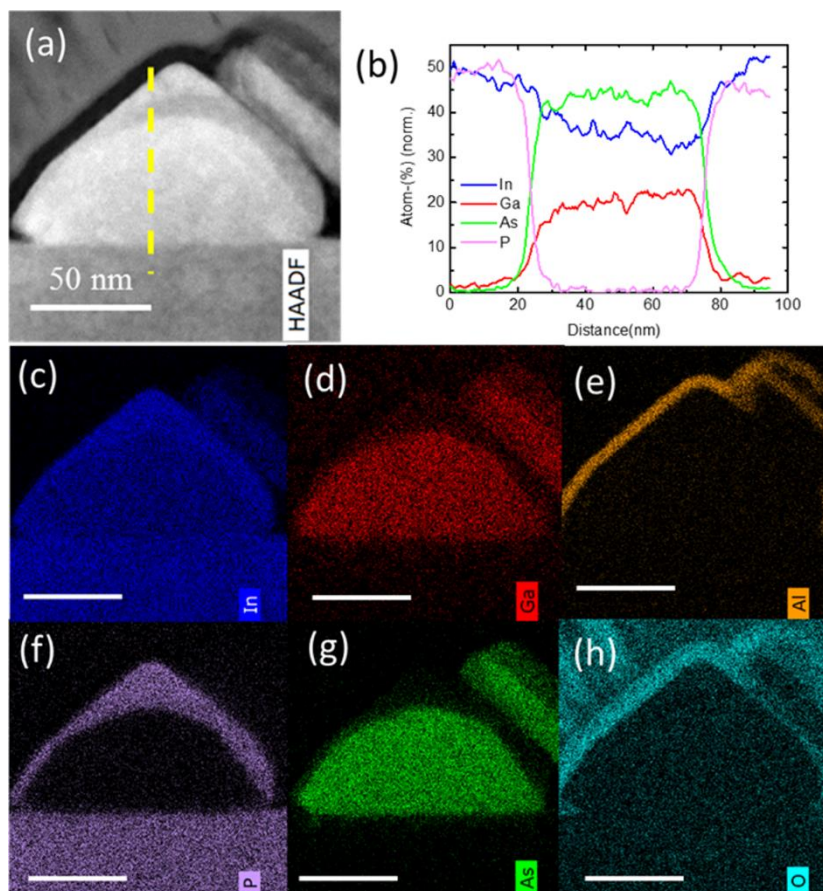 (a)
50 nm
HAADF
(b)
Atom-(%) (norm.)
50
40
30
20
10
0
In
Ga
As
P
0 20 40 60 80 100
Distance(nm)
(c)
In
(d)
Ga
(e)
Al
(f)
P
(g)
As
(h)
O